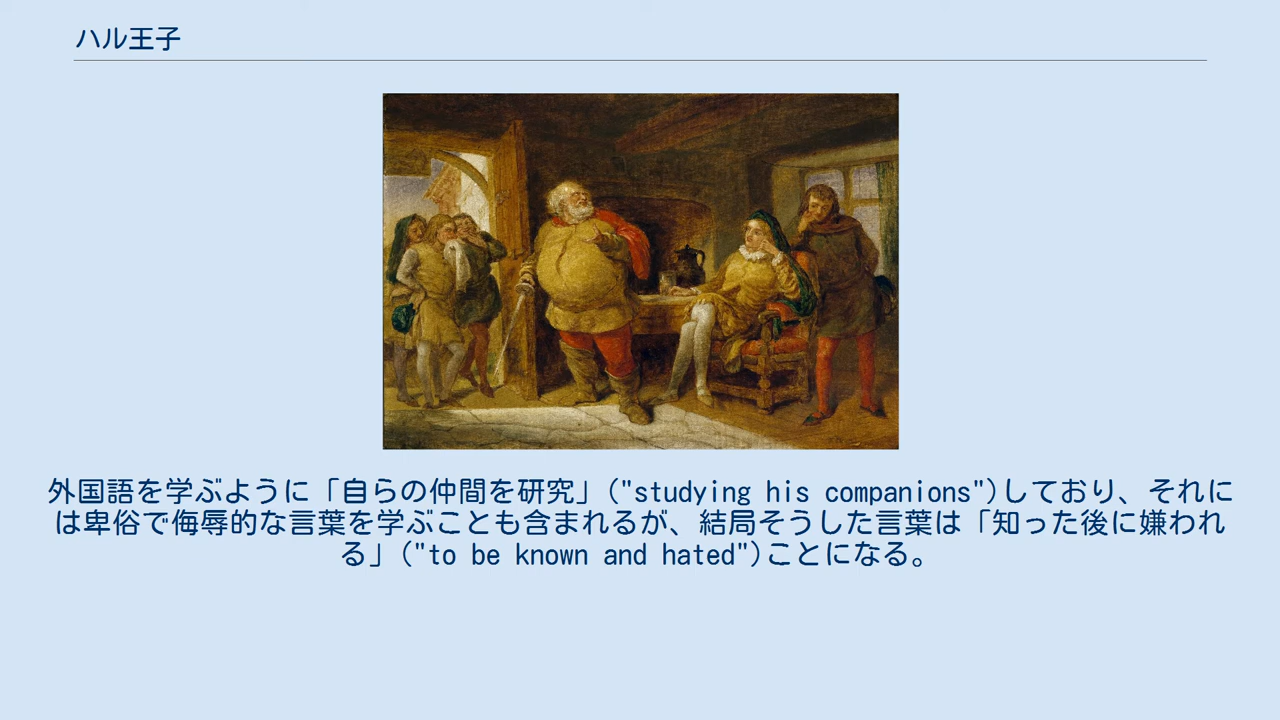 ハル王子
外国語を学ぶように「自らの仲間を研究」("studying his companions")しており、それに
は卑俗で侮辱的な言葉を学ぶことも含まれるが、結局そうした言葉は「知った後に嫌われ
る」("to be known and hated")ことになる。